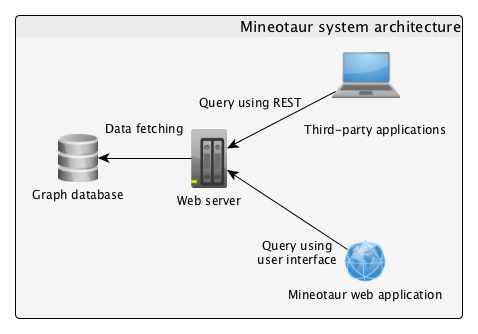 Mineotaur system architecture
Query using REST
Third-party applications
Data fetching
Graph database
Web server
Query using
user interface
Mineotaur web application